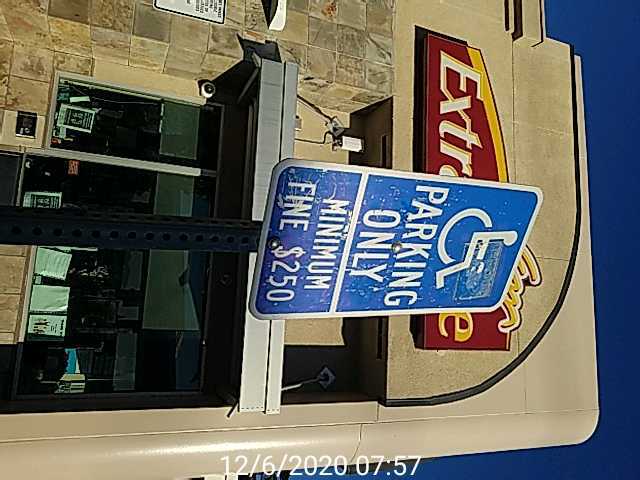 Extra
e
PARKING
ONLY
MINIMUM
FINE $250
12/6/2020 07:57